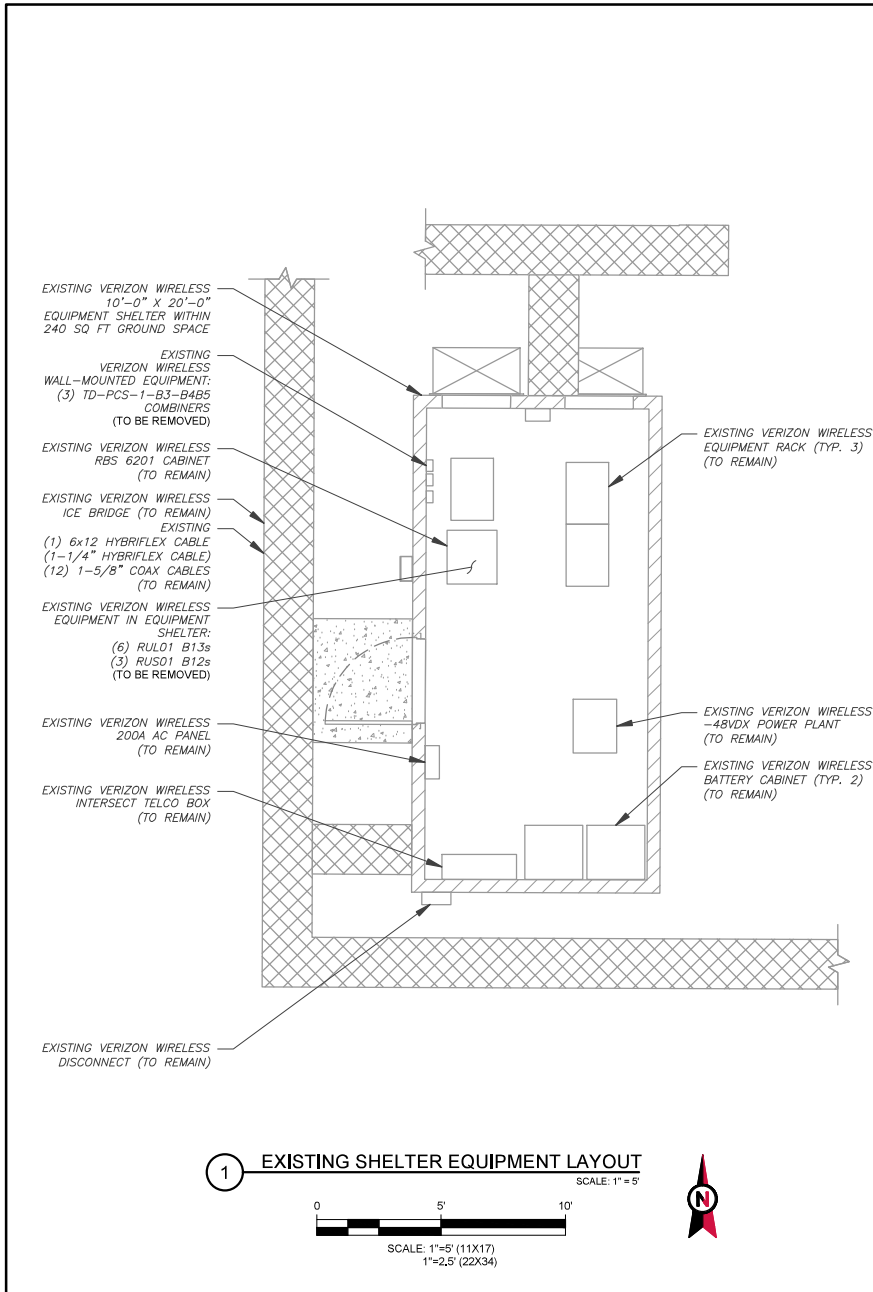 EXISTING VERIZON WIRELESS
10'-0" X 20'-0"
EQUIPMENT SHELTER WITHIN
240 SQ FT GROUND SPACE
EXISTING
VERIZON WIRELESS
WALL-MOUNTED EQUIPMENT:
(3) TD-PCS-1-B3-B4B5
COMBINERS
(TO BE REMOVED)
EXISTING VERIZON WIRELESS
RBS 6201 CABINET
(TO REMAIN)
EXISTING VERIZON WIRELESS
ICE BRIDGE (TO REMAIN)
EXISTING
(1) 6x12 HYBRIFLEX CABLE
(1-1/4" HYBRIFLEX CABLE)
(12) 1-5/8" COAX CABLES
(TO REMAIN)
EXISTING VERIZON WIRELESS
EQUIPMENT IN EQUIPMENT
SHELTER:
(6) RUL01 B13s
(3) RUS01 B12s
(TO BE REMOVED)
EXISTING VERIZON WIRELESS
200A AC PANEL
(TO REMAIN)
EXISTING VERIZON WIRELESS
INTERSECT TELCO BOX
(TO REMAIN)
EXISTING VERIZON WIRELESS
DISCONNECT (TO REMAIN)
EXISTING VERIZON WIRELESS
EQUIPMENT RACK (TYP. 3)
(TO REMAIN)
EXISTING VERIZON WIRELESS
-48VDX POWER PLANT
(TO REMAIN)
EXISTING VERIZON WIRELESS
BATTERY CABINET (TYP. 2)
(TO REMAIN)
1
EXISTING SHELTER EQUIPMENT LAYOUT
SCALE: 1" = 5'
0 5' 10'
SCALE: 1"=5' (11X17)
1"=2.5' (22X34)
N